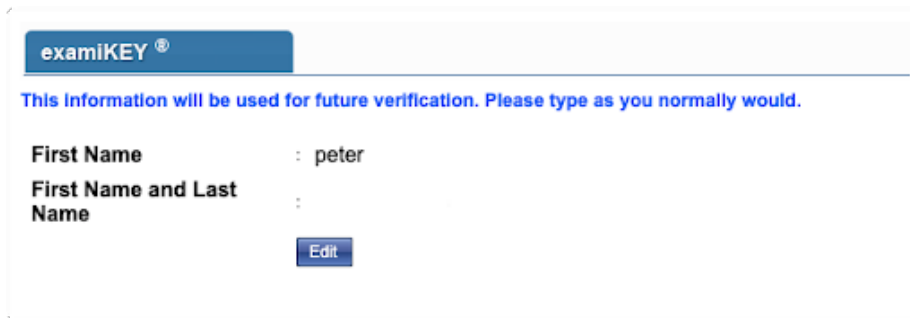 examiKEY ®
This information will be used for future verification. Please type as you normally would.
First Name : peter
First Name and Last
Name :
Edit